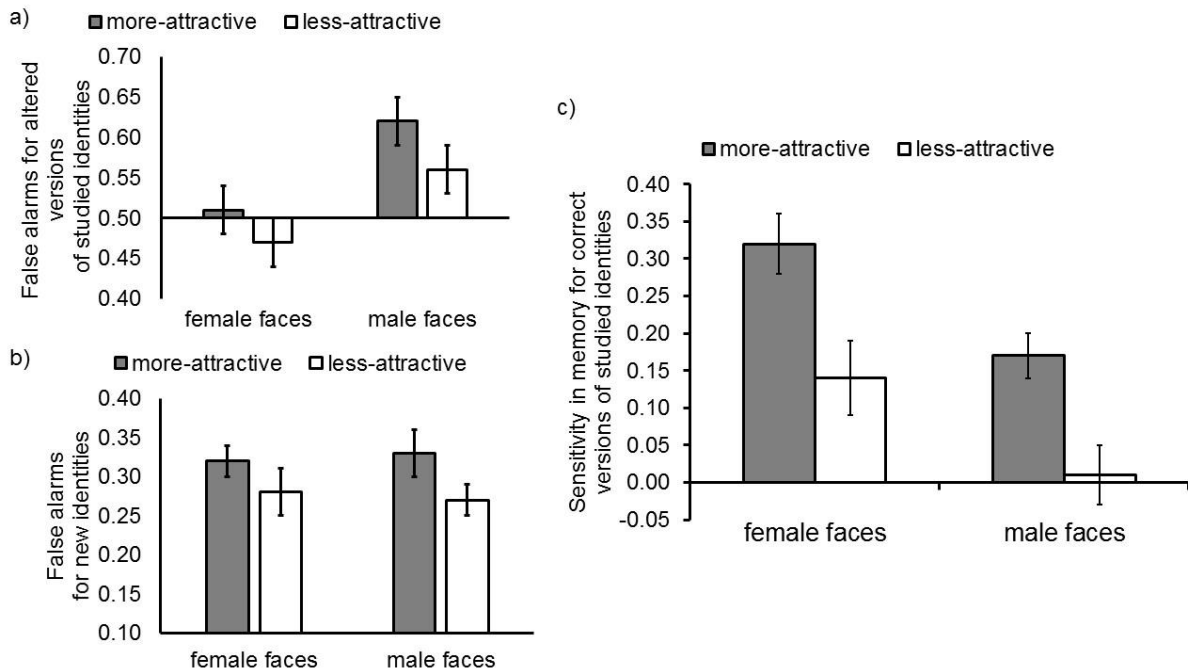 a)
more-attractive less-attractive
False alarms for altered
versions
of studied identities
0.70
0.65
0.60
0.55
0.50
0.45
0.40
female faces male faces
b)
more-attractive less-attractive
False alarms
for new identities
0.40
0.35
0.30
0.25
0.20
0.15
0.10
female faces male faces
c)
more-attractive less-attractive
Sensitivity in memory for correct
versions of studied identities
0.40
0.35
0.30
0.25
0.20
0.15
0.10
0.05
0.00
-0.05
female faces male faces